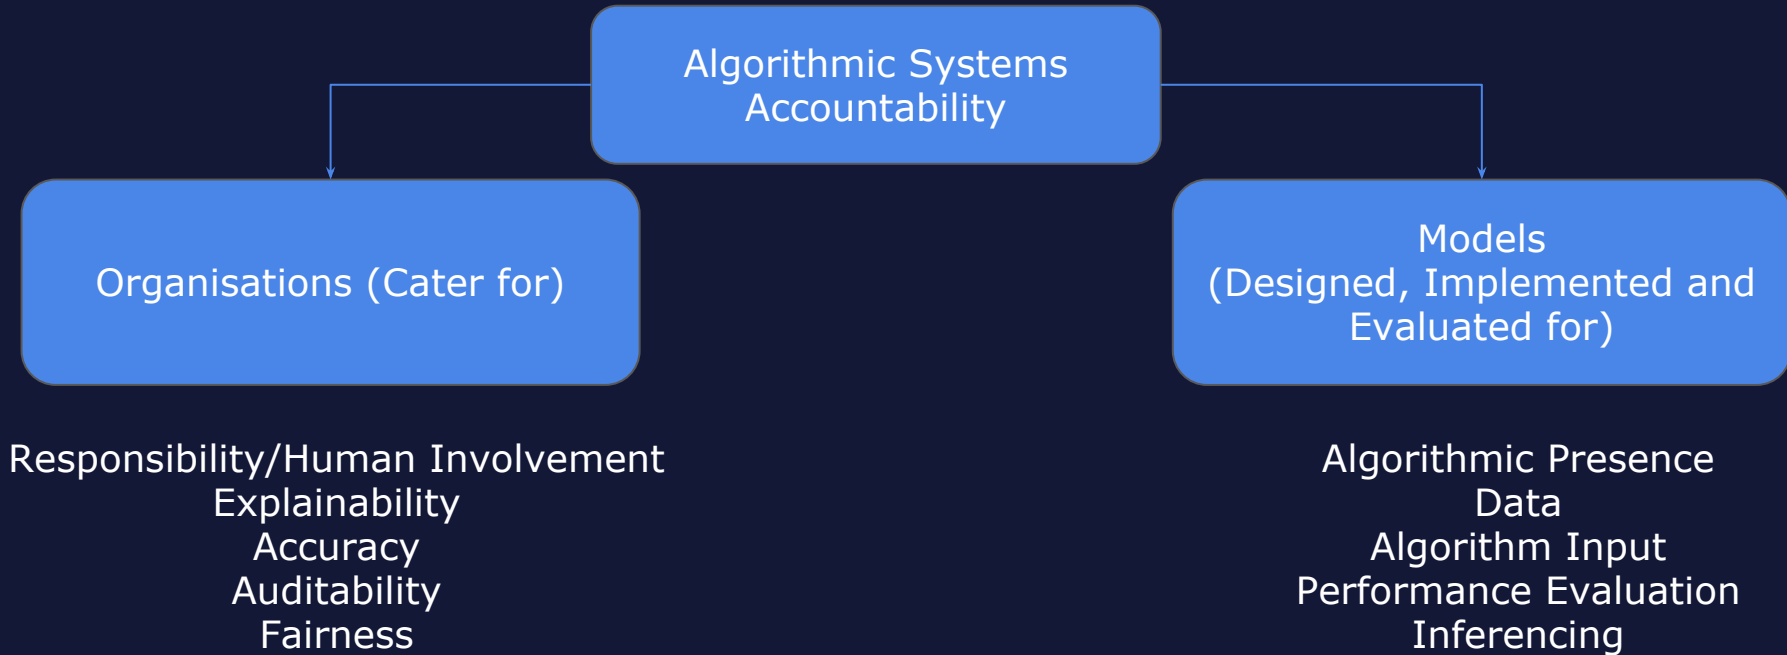 Algorithmic Systems
Accountability
Organisations (Cater for)
Models
(Designed, Implemented and
Evaluated for)
Responsibility/Human Involvement
Explainability
Accuracy
Auditability
Fairness
Algorithmic Presence
Data
Algorithm Input
Performance Evaluation
Inferencing